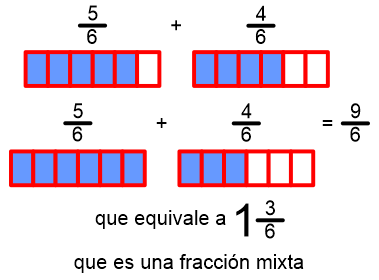 5/6 + 4/6
5/6 + 4/6 = 9/6
que equivale a 1 3/6
que es una fracción mixta